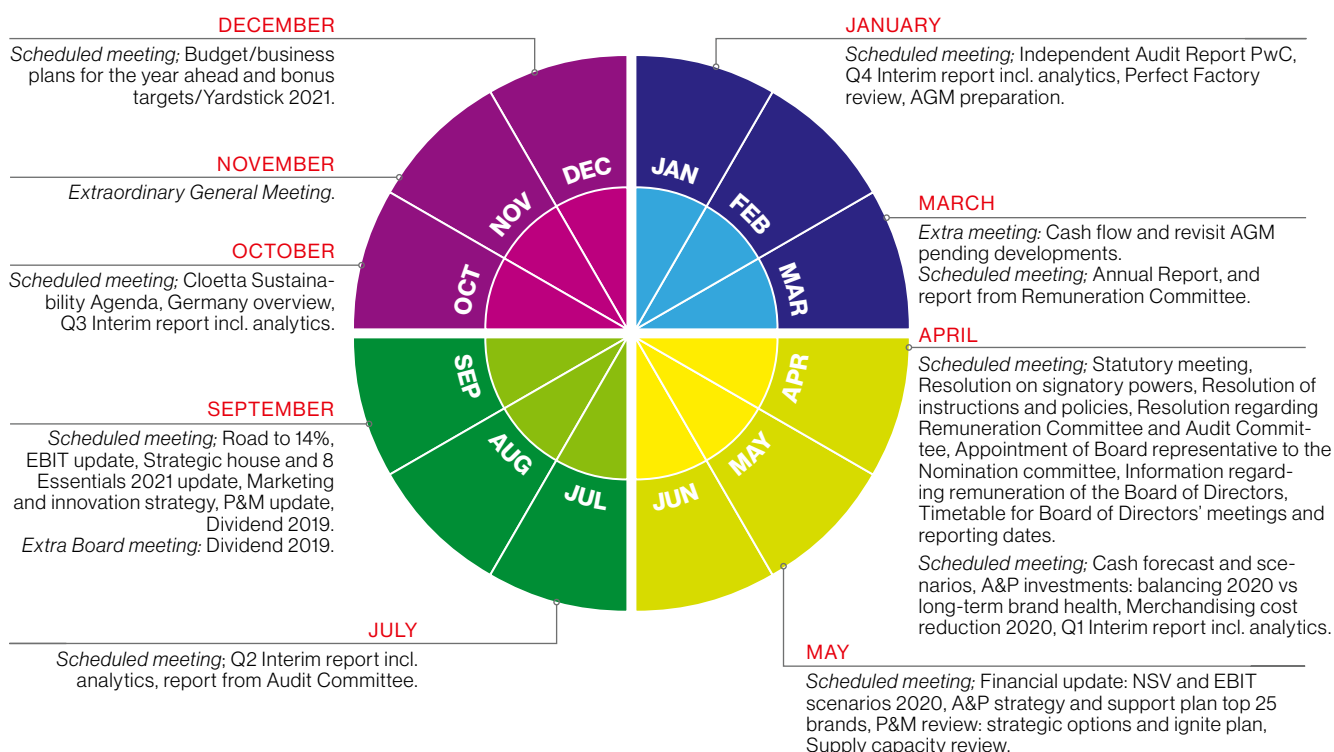 DECEMBER
Scheduled meeting; Budget/business
plans for the year ahead and bonus
targets/Yardstick 2021.
NOVEMBER
Extraordinary General Meeting.
OCTOBER
Scheduled meeting; Cloetta Sustaina-
bility Agenda, Germany overview,
Q3 Interim report incl. analytics.
SEPTEMBER
Scheduled meeting; Road to 14%,
EBIT update, Strategic house and 8
Essentials 2021 update, Marketing
and innovation strategy, P&M update,
Dividend 2019.
Extra Board meeting: Dividend 2019.
JULY
Scheduled meeting; Q2 Interim report incl.
analytics, report from Audit Committee.
JAN
FEB
MAR
APR
MAY
JUN
JUL
AUG
SEP
OCT
NOV
DEC
JANUARY
Scheduled meeting; Independent Audit Report PwC,
Q4 Interim report incl. analytics, Perfect Factory
review, AGM preparation.
MARCH
Extra meeting: Cash flow and revisit AGM
pending developments.
Scheduled meeting; Annual Report, and
report from Remuneration Committee.
APRIL
Scheduled meeting; Statutory meeting,
Resolution on signatory powers, Resolution of
instructions and policies, Resolution regarding
Remuneration Committee and Audit Commit-
tee, Appointment of Board representative to the
Nomination committee, Information regard-
ing remuneration of the Board of Directors,
Timetable for Board of Directors' meetings and
reporting dates.
Scheduled meeting; Cash forecast and sce-
narios, A&P investments: balancing 2020 vs
long-term brand health, Merchandising cost
reduction 2020, Q1 Interim report incl. analytics.
MAY
Scheduled meeting; Financial update: NSV and EBIT
scenarios 2020, A&P strategy and support plan top 25
brands, P&M review: strategic options and ignite plan,
Supply capacity review.